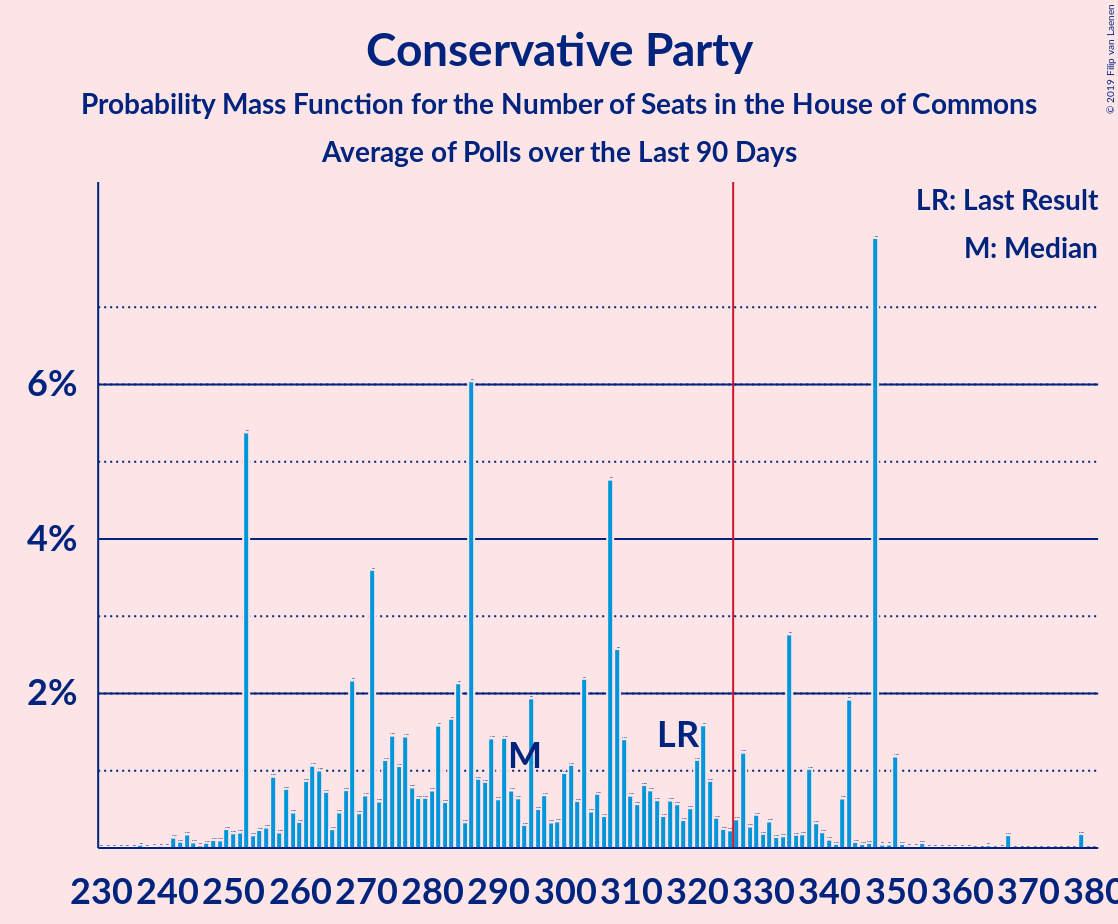 Conservative Party
Probability Mass Function for the Number of Seats in the House of Commons
Average of Polls over the Last 90 Days
© 2019 Filip van Laenen
LR: Last Result
M: Median
6%
4%
2%
LR
M
230 240 250 260 270 280 290 300 310 320 330 340 350 360 370 380